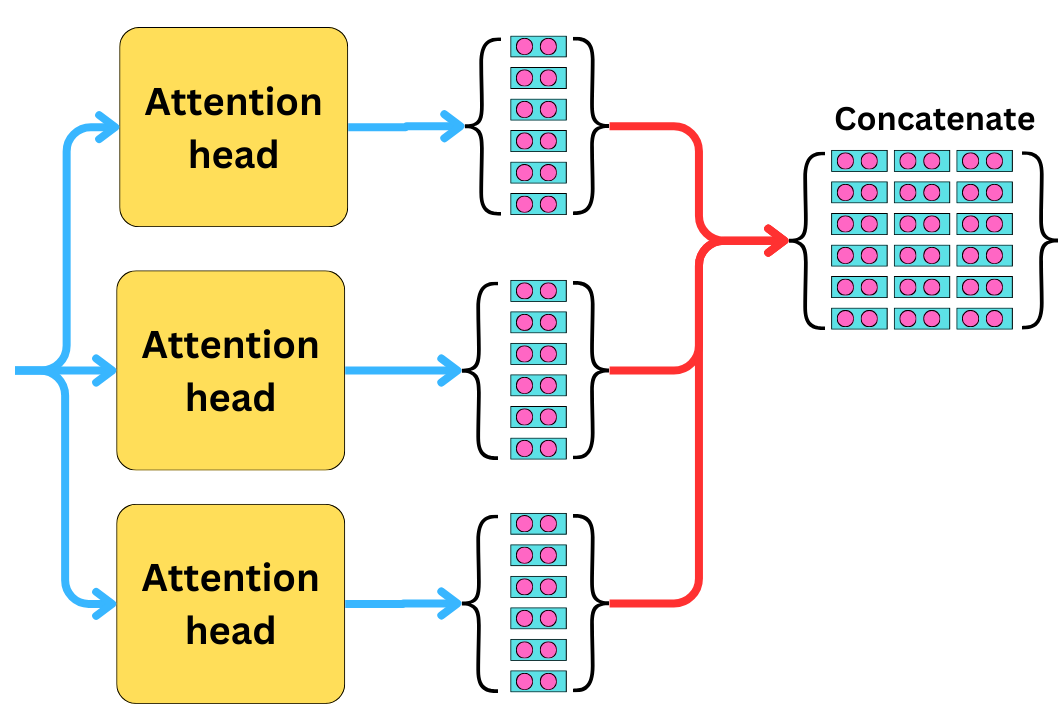 Attention
head
Concatenate
Attention
head
Attention
head